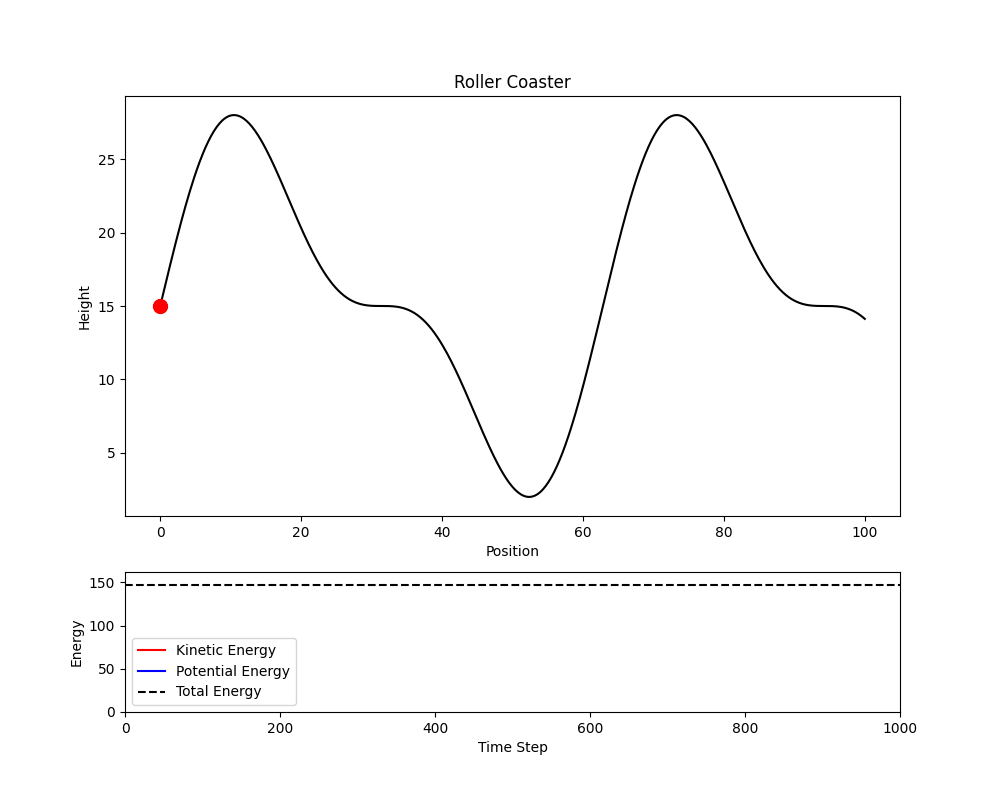 Roller Coaster
Height
25
20
15
10
5
0 20 40 60 80 100
Position
Energy
150
100
50
0
Kinetic Energy
Potential Energy
Total Energy
0 200 400 600 800 1000
Time Step